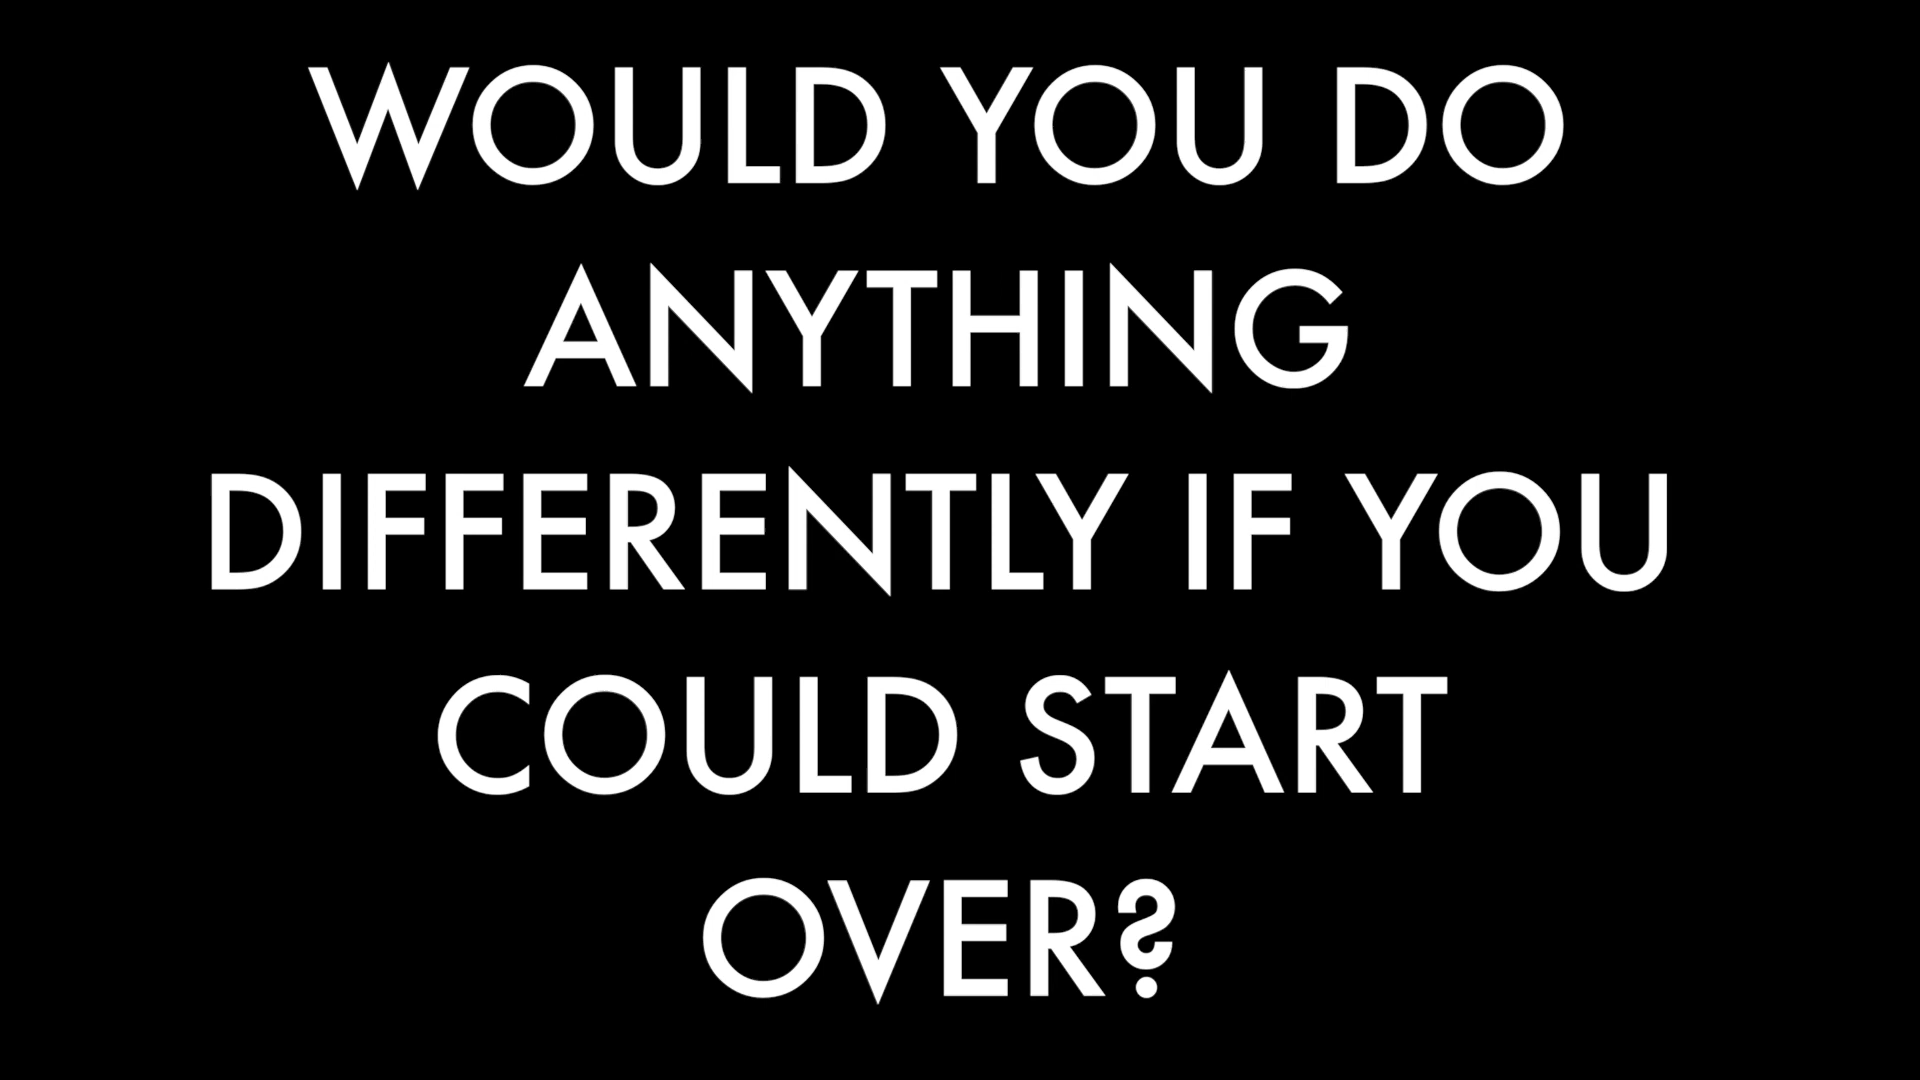 WOULD YOU DO
ANYTHING
DIFFERENTLY IF YOU
COULD START
OVER?